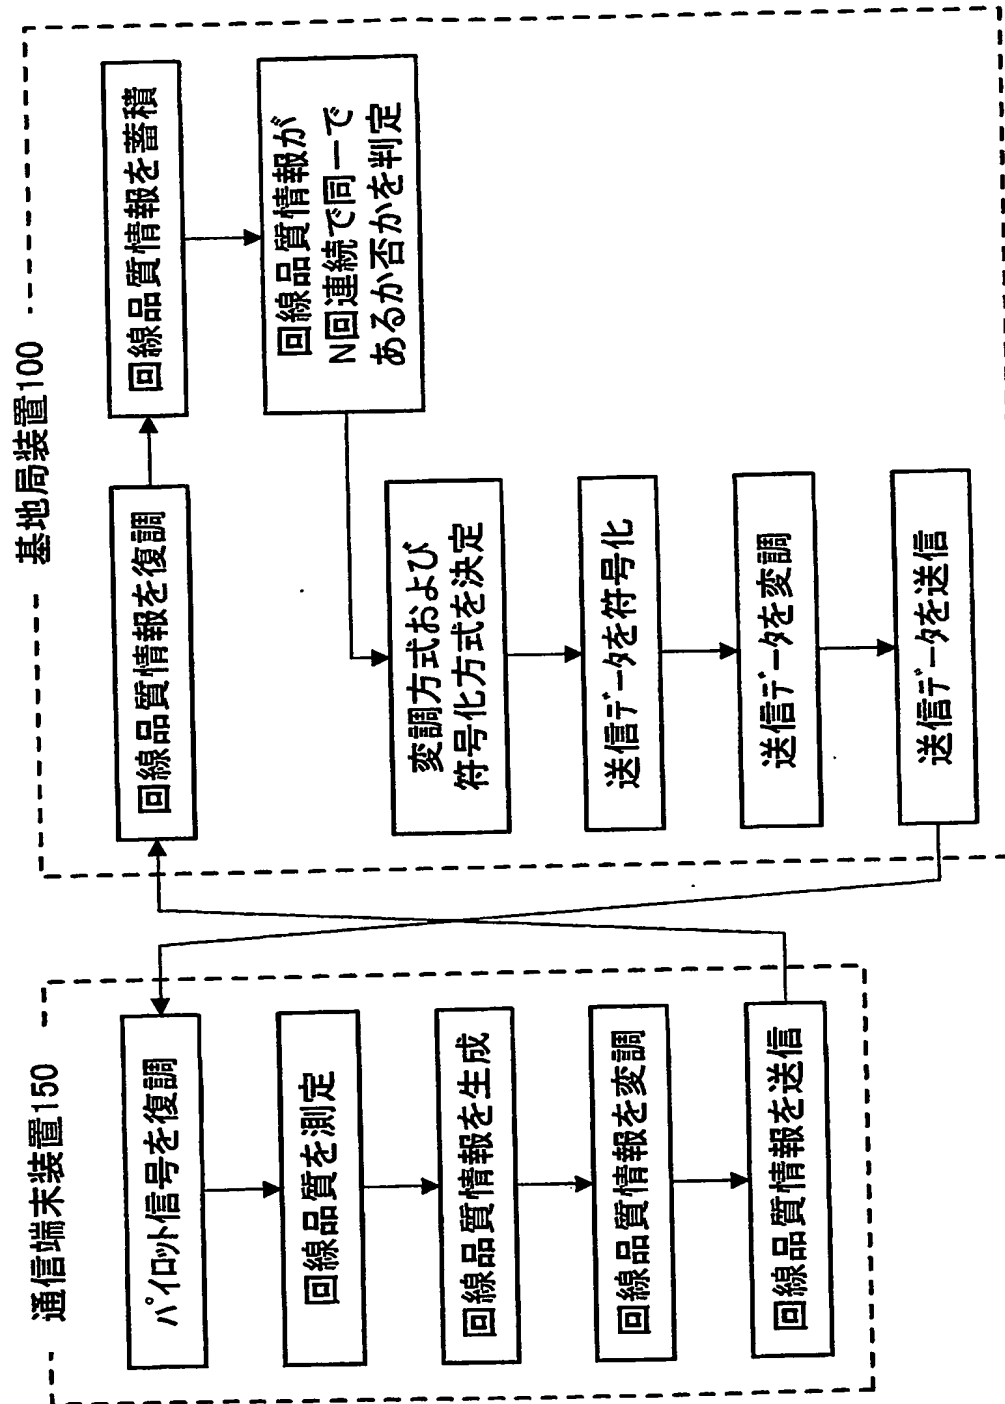 通信端末装置150
パイロット信号を復調
回線品質を測定
回線品質情報を生成
回線品質情報を変調
回線品質情報を送信
基地局装置100
回線品質情報を復調
回線品質情報を蓄積
回線品質情報が
N回連続で同一で
あるか否かを判定
変調方式および
符号化方式を決定
送信データを符号化
送信データを変調
送信データを送信